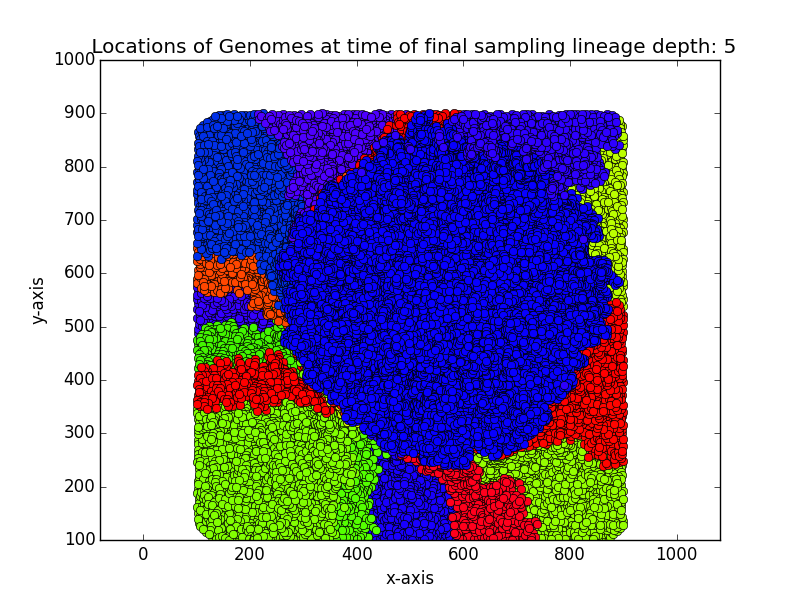 Locations of Genomes at time of final sampling lineage depth: 5
1000
900
800
700
600
500
400
300
200
100
y-axis
0 200 400 600 800 1000
x-axis